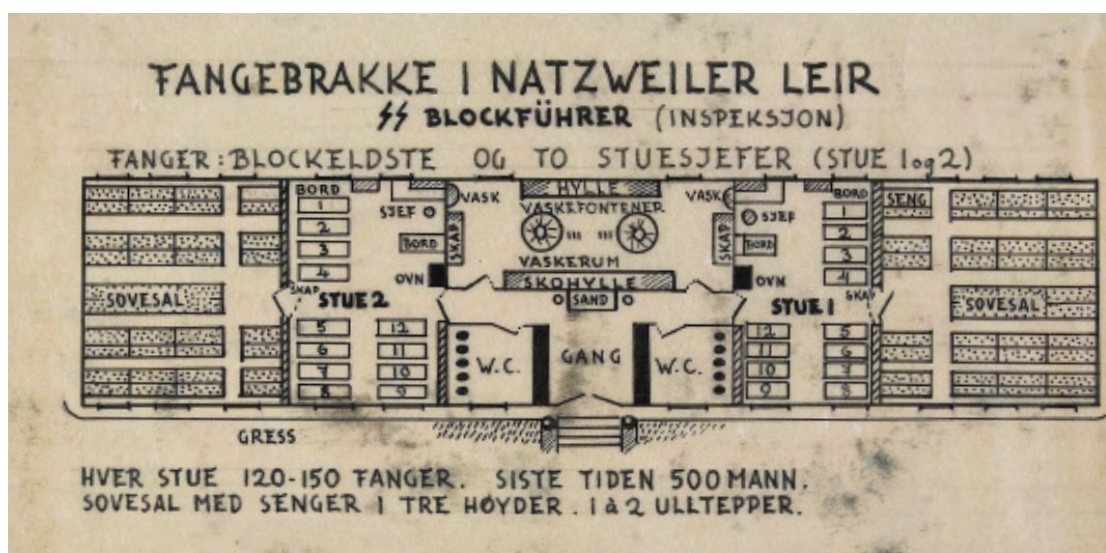 FANGEBRAKKE I NATZWEILER LEIR
ϟϟ BLOCKFÜHRER (INSPEKSJON)
FANGER: BLOCKELDSTE OG TO STUESJEFER (STUE 1 og 2)
BORD
HYLLE
BORD
SENG
VASK
VASK
1
2
3
4
SJEF
BORD
SKAP
OVN
VASKEFONTENER
VASKERUM
SKOHYLLE
SAND
SKAP
SJEF
BORD
OVN
1
2
3
4
SOVESAL
SKAP
STUE 2
STUE 1
SKAP
SOVESAL
5 12
6 11
7 10
8 9
W.C.
GANG
W.C.
12 5
11 6
10 7
9 8
GRESS
HVER STUE 120-150 FANGER. SISTE TIDEN 500 MANN.
SOVESAL MED SENGER I TRE HØYDER. 1 à 2 ULLTEPPER.